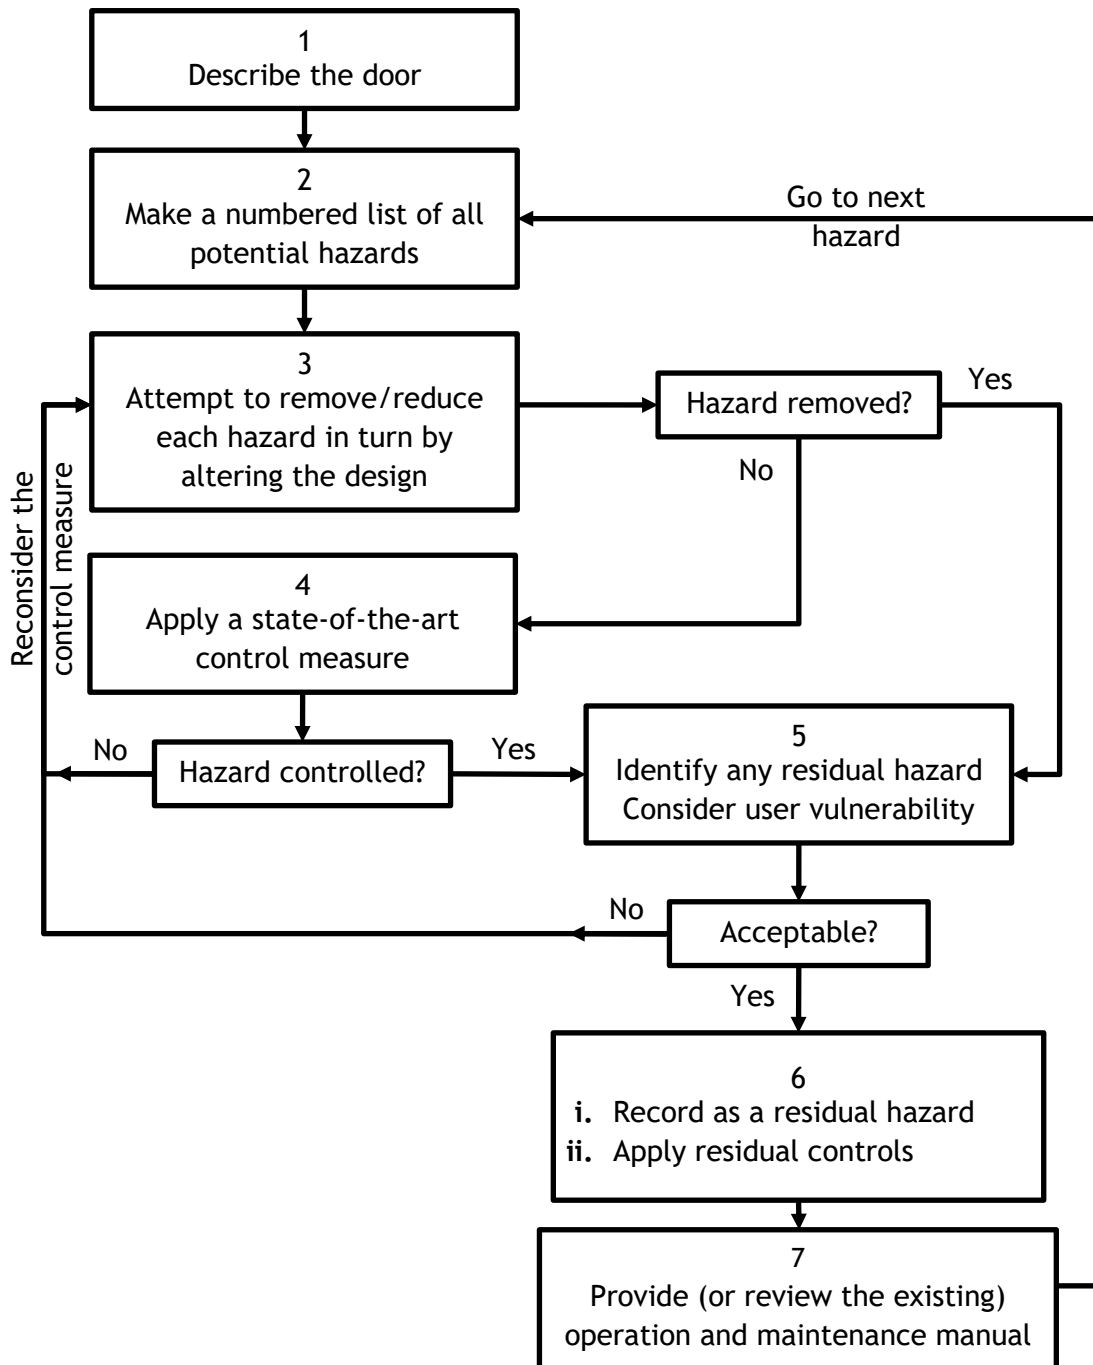 1
Describe the door
2
Make a numbered list of all
potential hazards
Go to next
hazard
3
Attempt to remove/reduce
each hazard in turn by
altering the design
Hazard removed?
Yes
No
Reconsider the
control measure
4
Apply a state-of-the-art
control measure
No
Hazard controlled?
Yes
5
Identify any residual hazard
Consider user vulnerability
No
Acceptable?
Yes
6
i. Record as a residual hazard
ii. Apply residual controls
7
Provide (or review the existing)
operation and maintenance manual